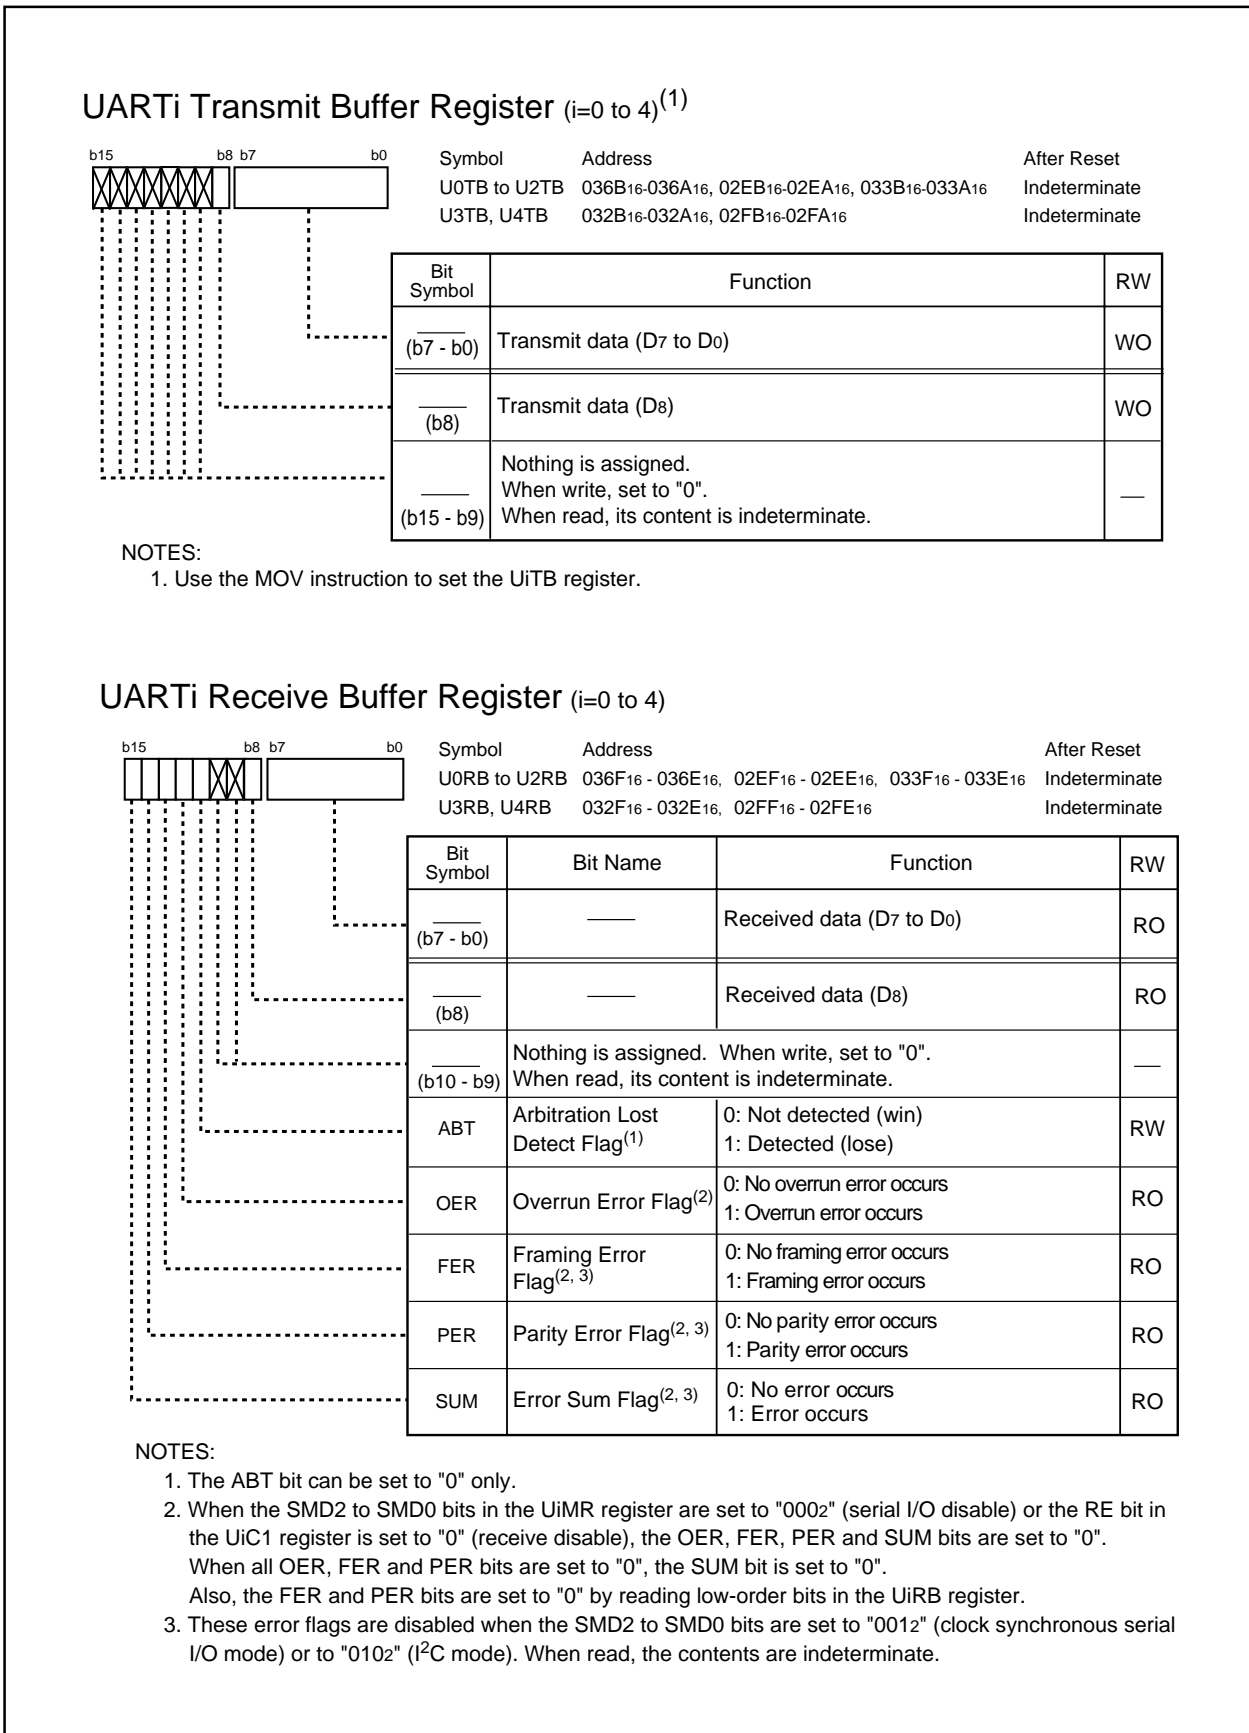 UARTi Transmit Buffer Register (i=0 to 4)(1)
b15 b8 b7 b0
Symbol Address After Reset
U0TB to U2TB 036B16-036A16, 02EB16-02EA16, 033B16-033A16 Indeterminate
U3TB, U4TB 032B16-032A16, 02FB16-02FA16 Indeterminate
Bit Symbol Function RW
(b7 - b0) Transmit data (D7 to D0) WO
(b8) Transmit data (D8) WO
Nothing is assigned.
When write, set to "0".
(b15 - b9) When read, its content is indeterminate.
NOTES:
1. Use the MOV instruction to set the UiTB register.
UARTi Receive Buffer Register (i=0 to 4)
b15 b8 b7 b0
Symbol Address After Reset
U0RB to U2RB 036F16 - 036E16, 02EF16 - 02EE16, 033F16 - 033E16 Indeterminate
U3RB, U4RB 032F16 - 032E16, 02FF16 - 02FE16 Indeterminate
Bit Symbol Bit Name Function RW
(b7 - b0) Received data (D7 to D0) RO
(b8) Received data (D8) RO
Nothing is assigned. When write, set to "0".
(b10 - b9) When read, its content is indeterminate.
ABT Arbitration Lost Detect Flag(1) 0: Not detected (win)
1: Detected (lose) RW
OER Overrun Error Flag(2) 0: No overrun error occurs
1: Overrun error occurs RO
FER Framing Error Flag(2, 3) 0: No framing error occurs
1: Framing error occurs RO
PER Parity Error Flag(2, 3) 0: No parity error occurs
1: Parity error occurs RO
SUM Error Sum Flag(2, 3) 0: No error occurs
1: Error occurs RO
NOTES:
1. The ABT bit can be set to "0" only.
2. When the SMD2 to SMD0 bits in the UiMR register are set to "0002" (serial I/O disable) or the RE bit in
the UiC1 register is set to "0" (receive disable), the OER, FER, PER and SUM bits are set to "0".
When all OER, FER and PER bits are set to "0", the SUM bit is set to "0".
Also, the FER and PER bits are set to "0" by reading low-order bits in the UiRB register.
3. These error flags are disabled when the SMD2 to SMD0 bits are set to "0012" (clock synchronous serial
I/O mode) or to "0102" (I2C mode). When read, the contents are indeterminate.